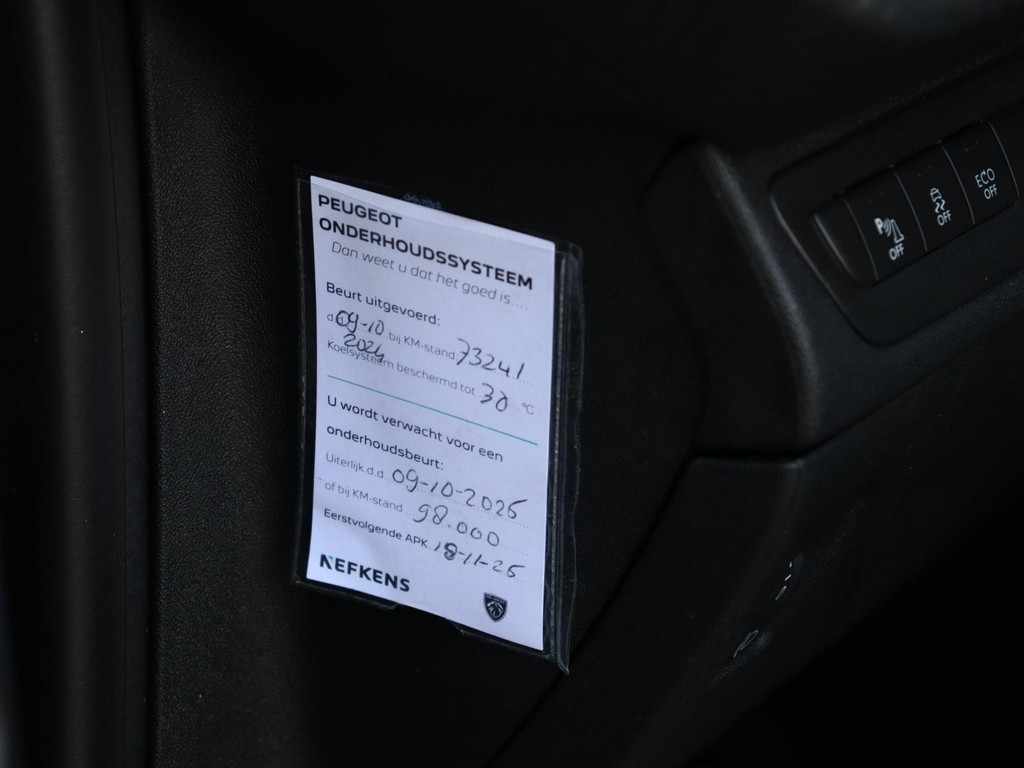 PEUGEOT
ONDERHOUDSSYSTEEM
Dan weet u dat het goed is....
Beurt uitgevoerd:
d.d. 09-10 2024 bij KM-stand 73241
Koelsysteem beschermd tot 30 °C
U wordt verwacht voor een
onderhoudsbeurt:
Uiterlijk d.d. 09-10-2025
of bij KM-stand 98.000
Eerstvolgende APK 18-11-25
NEFKENS
P OFF
OFF
ECO OFF